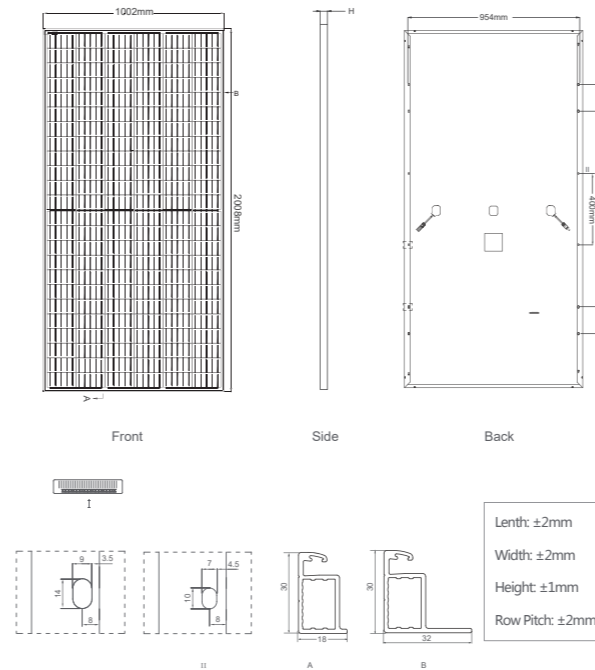 1002mm
H
954mm
B
2008mm
II
400mm
A
Front
Side
Back
I
9
3.5
14
8
7
4.5
10
8
30
18
30
32
II
A
B
Lenth: ±2mm
Width: ±2mm
Height: ±1mm
Row Pitch: ±2mm